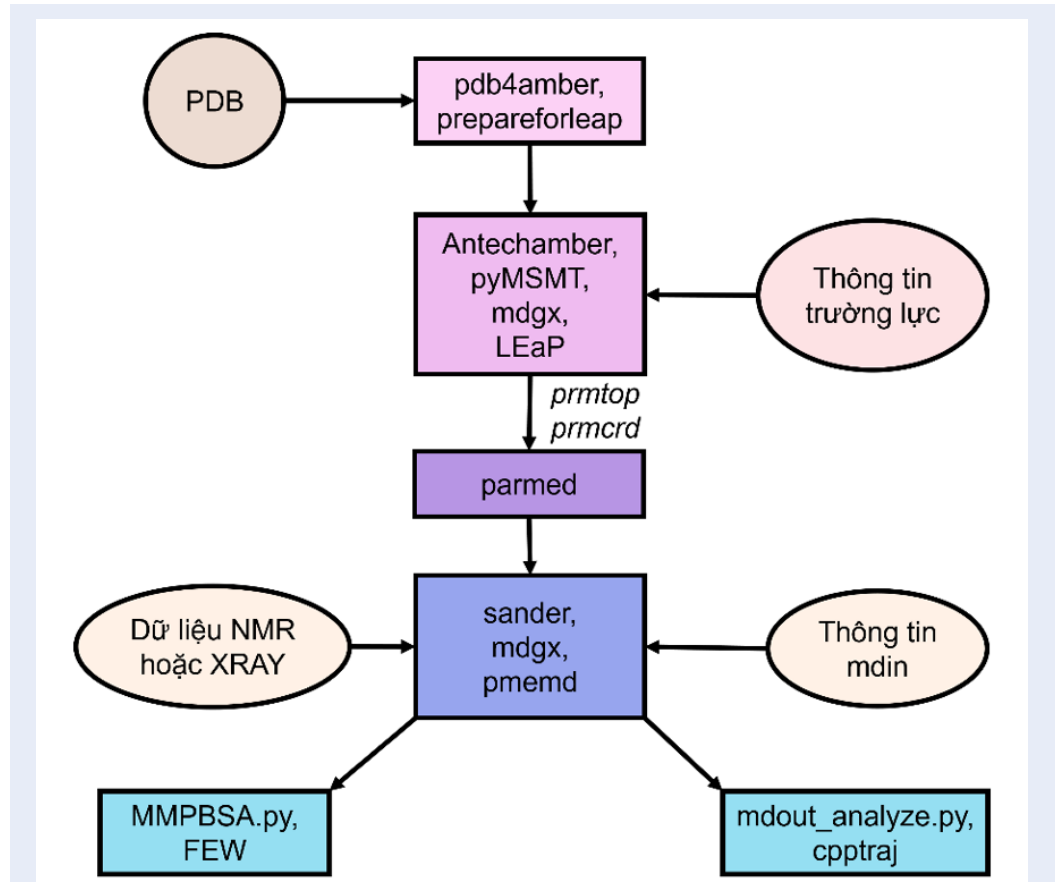 PDB
pdb4amber,
prepareforleap
Antechamber,
pyMSMT,
mdgx,
LEaP
Thông tin
trường lực
prmtop
prmcrd
parmed
Dữ liệu NMR
hoặc XRAY
sander,
mdgx,
pmemd
Thông tin
mdin
MMPBSA.py,
FEW
mdout_analyze.py,
cpptraj